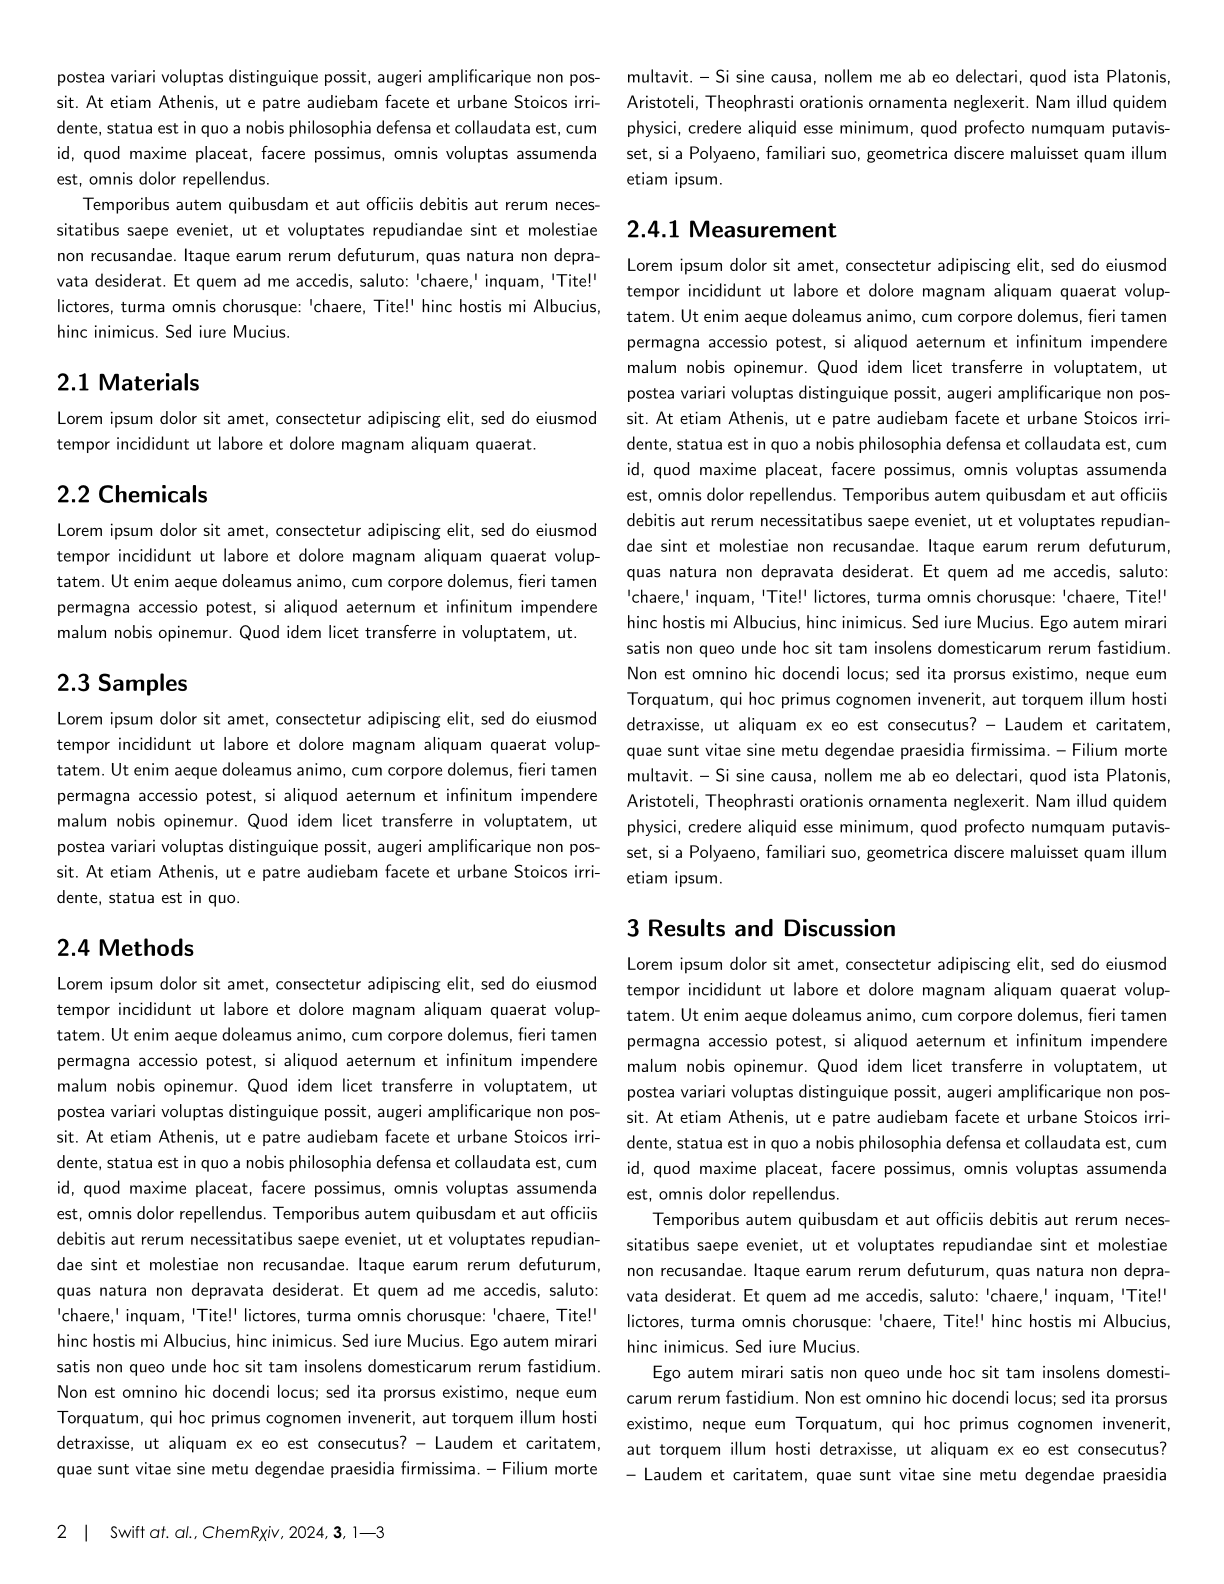 postea variari voluptas distinguique possit, augeri amplificarique non pos-
sit. At etiam Athenis, ut e patre audiebam facete et urbane Stoicos irri-
dente, statua est in quo a nobis philosophia defensa et collaudata est, cum
id, quod maxime placeat, facere possimus, omnis voluptas assumenda
est, omnis dolor repellendus.
Temporibus autem quibusdam et aut officiis debitis aut rerum neces-
sitatibus saepe eveniet, ut et voluptates repudiandae sint et molestiae
non recusandae. Itaque earum rerum defuturum, quas natura non depra-
vata desiderat. Et quem ad me accedis, saluto: 'chaere,' inquam, 'Tite!'
lictores, turma omnis chorusque: 'chaere, Tite!' hinc hostis mi Albucius,
hinc inimicus. Sed iure Mucius.
2.1 Materials
Lorem ipsum dolor sit amet, consectetur adipiscing elit, sed do eiusmod
tempor incididunt ut labore et dolore magnam aliquam quaerat.
2.2 Chemicals
Lorem ipsum dolor sit amet, consectetur adipiscing elit, sed do eiusmod
tempor incididunt ut labore et dolore magnam aliquam quaerat volup-
tatem. Ut enim aeque doleamus animo, cum corpore dolemus, fieri tamen
permagna accessio potest, si aliquod aeternum et infinitum impendere
malum nobis opinemur. Quod idem licet transferre in voluptatem, ut.
2.3 Samples
Lorem ipsum dolor sit amet, consectetur adipiscing elit, sed do eiusmod
tempor incididunt ut labore et dolore magnam aliquam quaerat volup-
tatem. Ut enim aeque doleamus animo, cum corpore dolemus, fieri tamen
permagna accessio potest, si aliquod aeternum et infinitum impendere
malum nobis opinemur. Quod idem licet transferre in voluptatem, ut
postea variari voluptas distinguique possit, augeri amplificarique non pos-
sit. At etiam Athenis, ut e patre audiebam facete et urbane Stoicos irri-
dente, statua est in quo.
2.4 Methods
Lorem ipsum dolor sit amet, consectetur adipiscing elit, sed do eiusmod
tempor incididunt ut labore et dolore magnam aliquam quaerat volup-
tatem. Ut enim aeque doleamus animo, cum corpore dolemus, fieri tamen
permagna accessio potest, si aliquod aeternum et infinitum impendere
malum nobis opinemur. Quod idem licet transferre in voluptatem, ut
postea variari voluptas distinguique possit, augeri amplificarique non pos-
sit. At etiam Athenis, ut e patre audiebam facete et urbane Stoicos irri-
dente, statua est in quo a nobis philosophia defensa et collaudata est, cum
id, quod maxime placeat, facere possimus, omnis voluptas assumenda
est, omnis dolor repellendus. Temporibus autem quibusdam et aut officiis
debitis aut rerum necessitatibus saepe eveniet, ut et voluptates repudian-
dae sint et molestiae non recusandae. Itaque earum rerum defuturum,
quas natura non depravata desiderat. Et quem ad me accedis, saluto:
'chaere,' inquam, 'Tite!' lictores, turma omnis chorusque: 'chaere, Tite!'
hinc hostis mi Albucius, hinc inimicus. Sed iure Mucius. Ego autem mirari
satis non queo unde hoc sit tam insolens domesticarum rerum fastidium.
Non est omnino hic docendi locus; sed ita prorsus existimo, neque eum
Torquatum, qui hoc primus cognomen invenerit, aut torquem illum hosti
detraxisse, ut aliquam ex eo est consecutus? – Laudem et caritatem,
quae sunt vitae sine metu degendae praesidia firmissima. – Filium morte
multavit. – Si sine causa, nollem me ab eo delectari, quod ista Platonis,
Aristoteli, Theophrasti orationis ornamenta neglexerit. Nam illud quidem
physici, credere aliquid esse minimum, quod profecto numquam putavis-
set, si a Polyaeno, familiari suo, geometrica discere maluisset quam illum
etiam ipsum.
2.4.1 Measurement
Lorem ipsum dolor sit amet, consectetur adipiscing elit, sed do eiusmod
tempor incididunt ut labore et dolore magnam aliquam quaerat volup-
tatem. Ut enim aeque doleamus animo, cum corpore dolemus, fieri tamen
permagna accessio potest, si aliquod aeternum et infinitum impendere
malum nobis opinemur. Quod idem licet transferre in voluptatem, ut
postea variari voluptas distinguique possit, augeri amplificarique non pos-
sit. At etiam Athenis, ut e patre audiebam facete et urbane Stoicos irri-
dente, statua est in quo a nobis philosophia defensa et collaudata est, cum
id, quod maxime placeat, facere possimus, omnis voluptas assumenda
est, omnis dolor repellendus. Temporibus autem quibusdam et aut officiis
debitis aut rerum necessitatibus saepe eveniet, ut et voluptates repudian-
dae sint et molestiae non recusandae. Itaque earum rerum defuturum,
quas natura non depravata desiderat. Et quem ad me accedis, saluto:
'chaere,' inquam, 'Tite!' lictores, turma omnis chorusque: 'chaere, Tite!'
hinc hostis mi Albucius, hinc inimicus. Sed iure Mucius. Ego autem mirari
satis non queo unde hoc sit tam insolens domesticarum rerum fastidium.
Non est omnino hic docendi locus; sed ita prorsus existimo, neque eum
Torquatum, qui hoc primus cognomen invenerit, aut torquem illum hosti
detraxisse, ut aliquam ex eo est consecutus? – Laudem et caritatem,
quae sunt vitae sine metu degendae praesidia firmissima. – Filium morte
multavit. – Si sine causa, nollem me ab eo delectari, quod ista Platonis,
Aristoteli, Theophrasti orationis ornamenta neglexerit. Nam illud quidem
physici, credere aliquid esse minimum, quod profecto numquam putavis-
set, si a Polyaeno, familiari suo, geometrica discere maluisset quam illum
etiam ipsum.
3 Results and Discussion
Lorem ipsum dolor sit amet, consectetur adipiscing elit, sed do eiusmod
tempor incididunt ut labore et dolore magnam aliquam quaerat volup-
tatem. Ut enim aeque doleamus animo, cum corpore dolemus, fieri tamen
permagna accessio potest, si aliquod aeternum et infinitum impendere
malum nobis opinemur. Quod idem licet transferre in voluptatem, ut
postea variari voluptas distinguique possit, augeri amplificarique non pos-
sit. At etiam Athenis, ut e patre audiebam facete et urbane Stoicos irri-
dente, statua est in quo a nobis philosophia defensa et collaudata est, cum
id, quod maxime placeat, facere possimus, omnis voluptas assumenda
est, omnis dolor repellendus.
Temporibus autem quibusdam et aut officiis debitis aut rerum neces-
sitatibus saepe eveniet, ut et voluptates repudiandae sint et molestiae
non recusandae. Itaque earum rerum defuturum, quas natura non depra-
vata desiderat. Et quem ad me accedis, saluto: 'chaere,' inquam, 'Tite!'
lictores, turma omnis chorusque: 'chaere, Tite!' hinc hostis mi Albucius,
hinc inimicus. Sed iure Mucius.
Ego autem mirari satis non queo unde hoc sit tam insolens domesti-
carum rerum fastidium. Non est omnino hic docendi locus; sed ita prorsus
existimo, neque eum Torquatum, qui hoc primus cognomen invenerit,
aut torquem illum hosti detraxisse, ut aliquam ex eo est consecutus?
– Laudem et caritatem, quae sunt vitae sine metu degendae praesidia
2 | Swift at. al., ChemRχiv, 2024, 3, 1—3